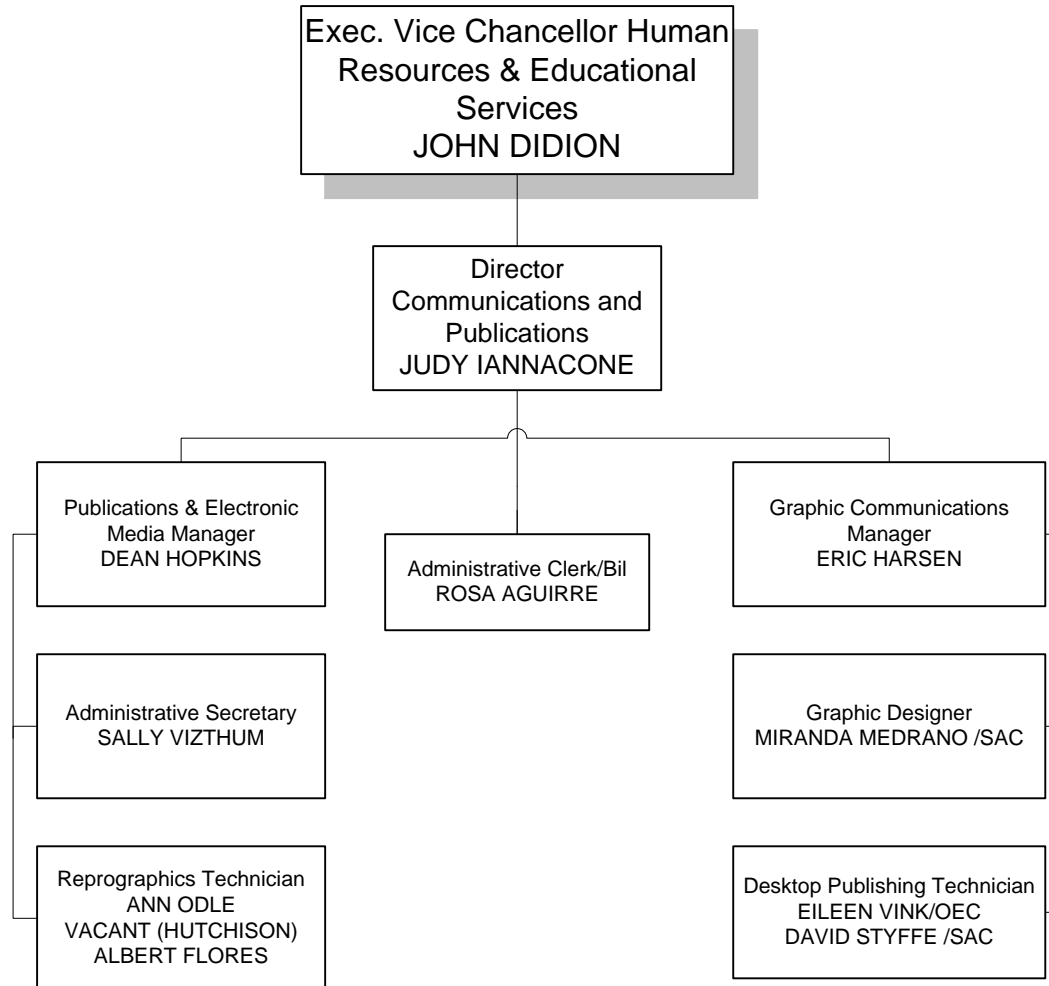 Exec. Vice Chancellor Human
Resources & Educational
Services
JOHN DIDION
Director
Communications and
Publications
JUDY IANNACONE
Publications & Electronic
Media Manager
DEAN HOPKINS
Administrative Clerk/Bil
ROSA AGUIRRE
Graphic Communications
Manager
ERIC HARSEN
Administrative Secretary
SALLY VIZTHUM
Graphic Designer
MIRANDA MEDRANO /SAC
Reprographics Technician
ANN ODLE
VACANT (HUTCHISON)
ALBERT FLORES
Desktop Publishing Technician
EILEEN VINK/OEC
DAVID STYFFE /SAC